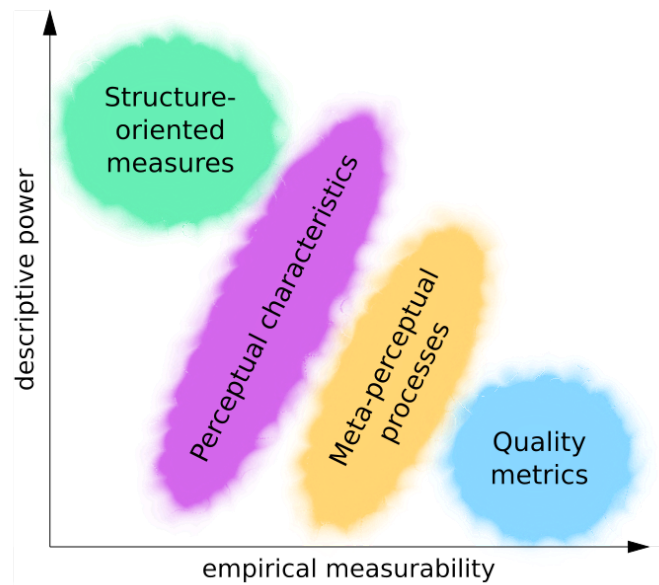 Structure-
oriented
measures
Perceptual characteristics
Meta-perceptual
processes
Quality
metrics
descriptive power
empirical measurability